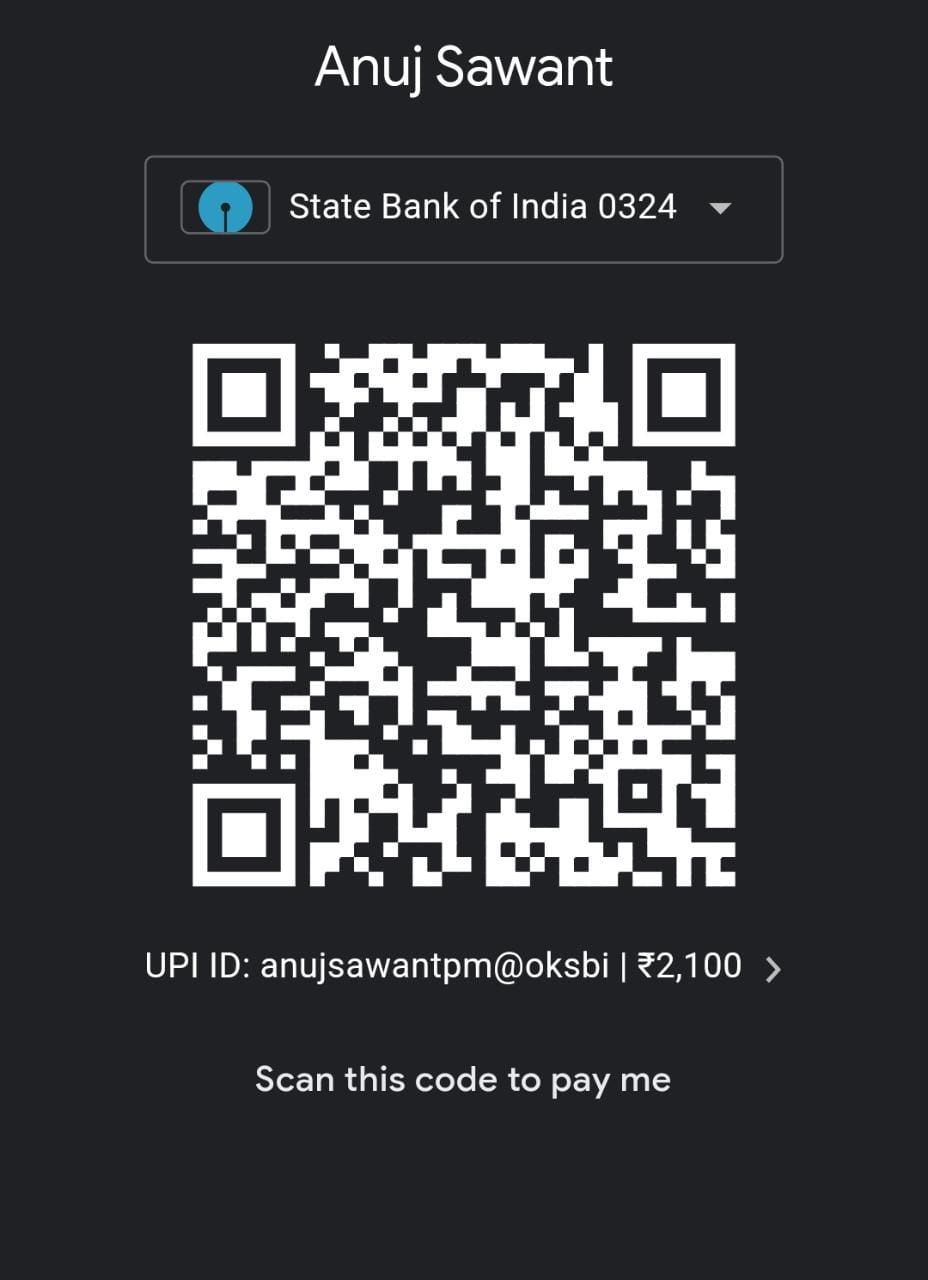 Anuj Sawant
State Bank of India 0324
UPI ID: anujsawantpm@oksbi | ₹2,100
Scan this code to pay me